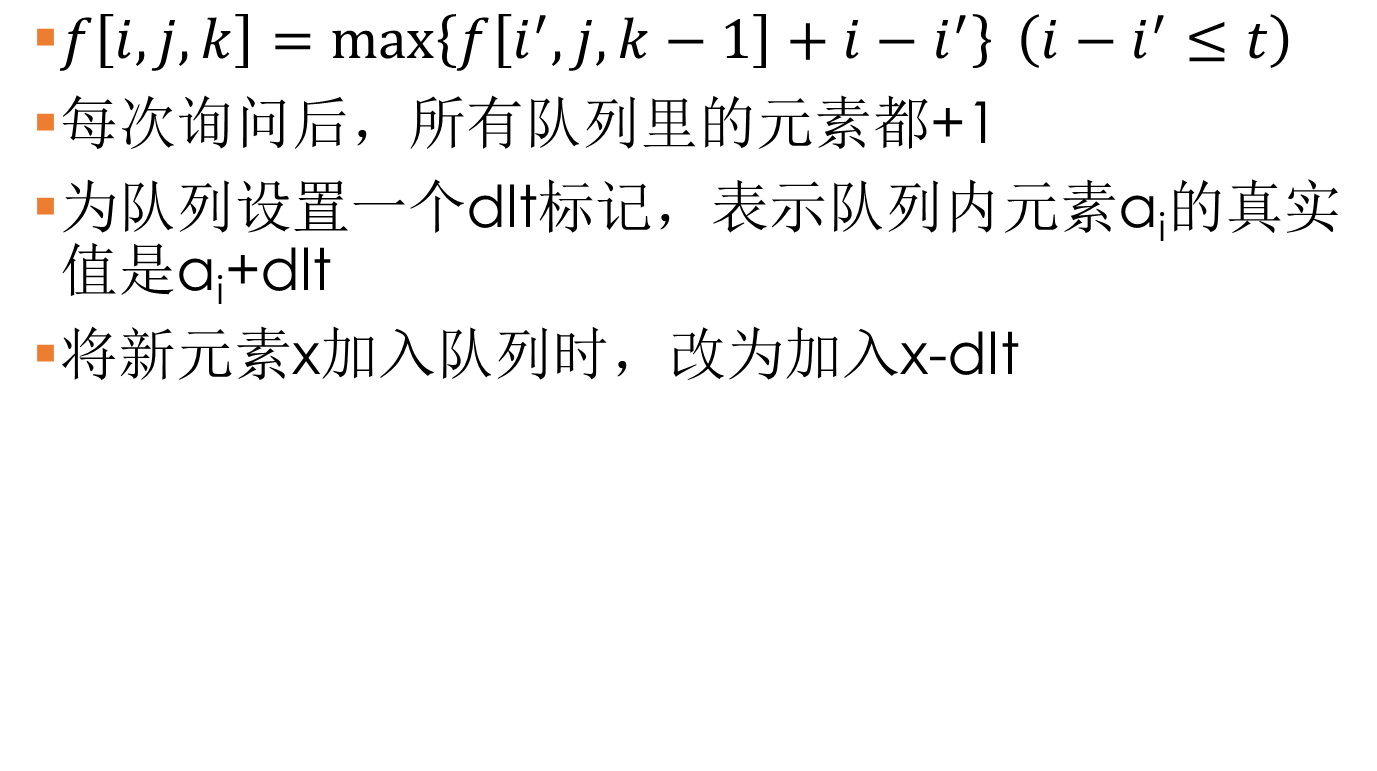 ▪f[i, j, k] = max{f[i′, j, k − 1] + i − i′} (i − i′ ≤ t)
▪每次询问后，所有队列里的元素都+1
▪为队列设置一个dlt标记，表示队列内元素aᵢ的真实
值是aᵢ+dlt
▪将新元素x加入队列时，改为加入x-dlt